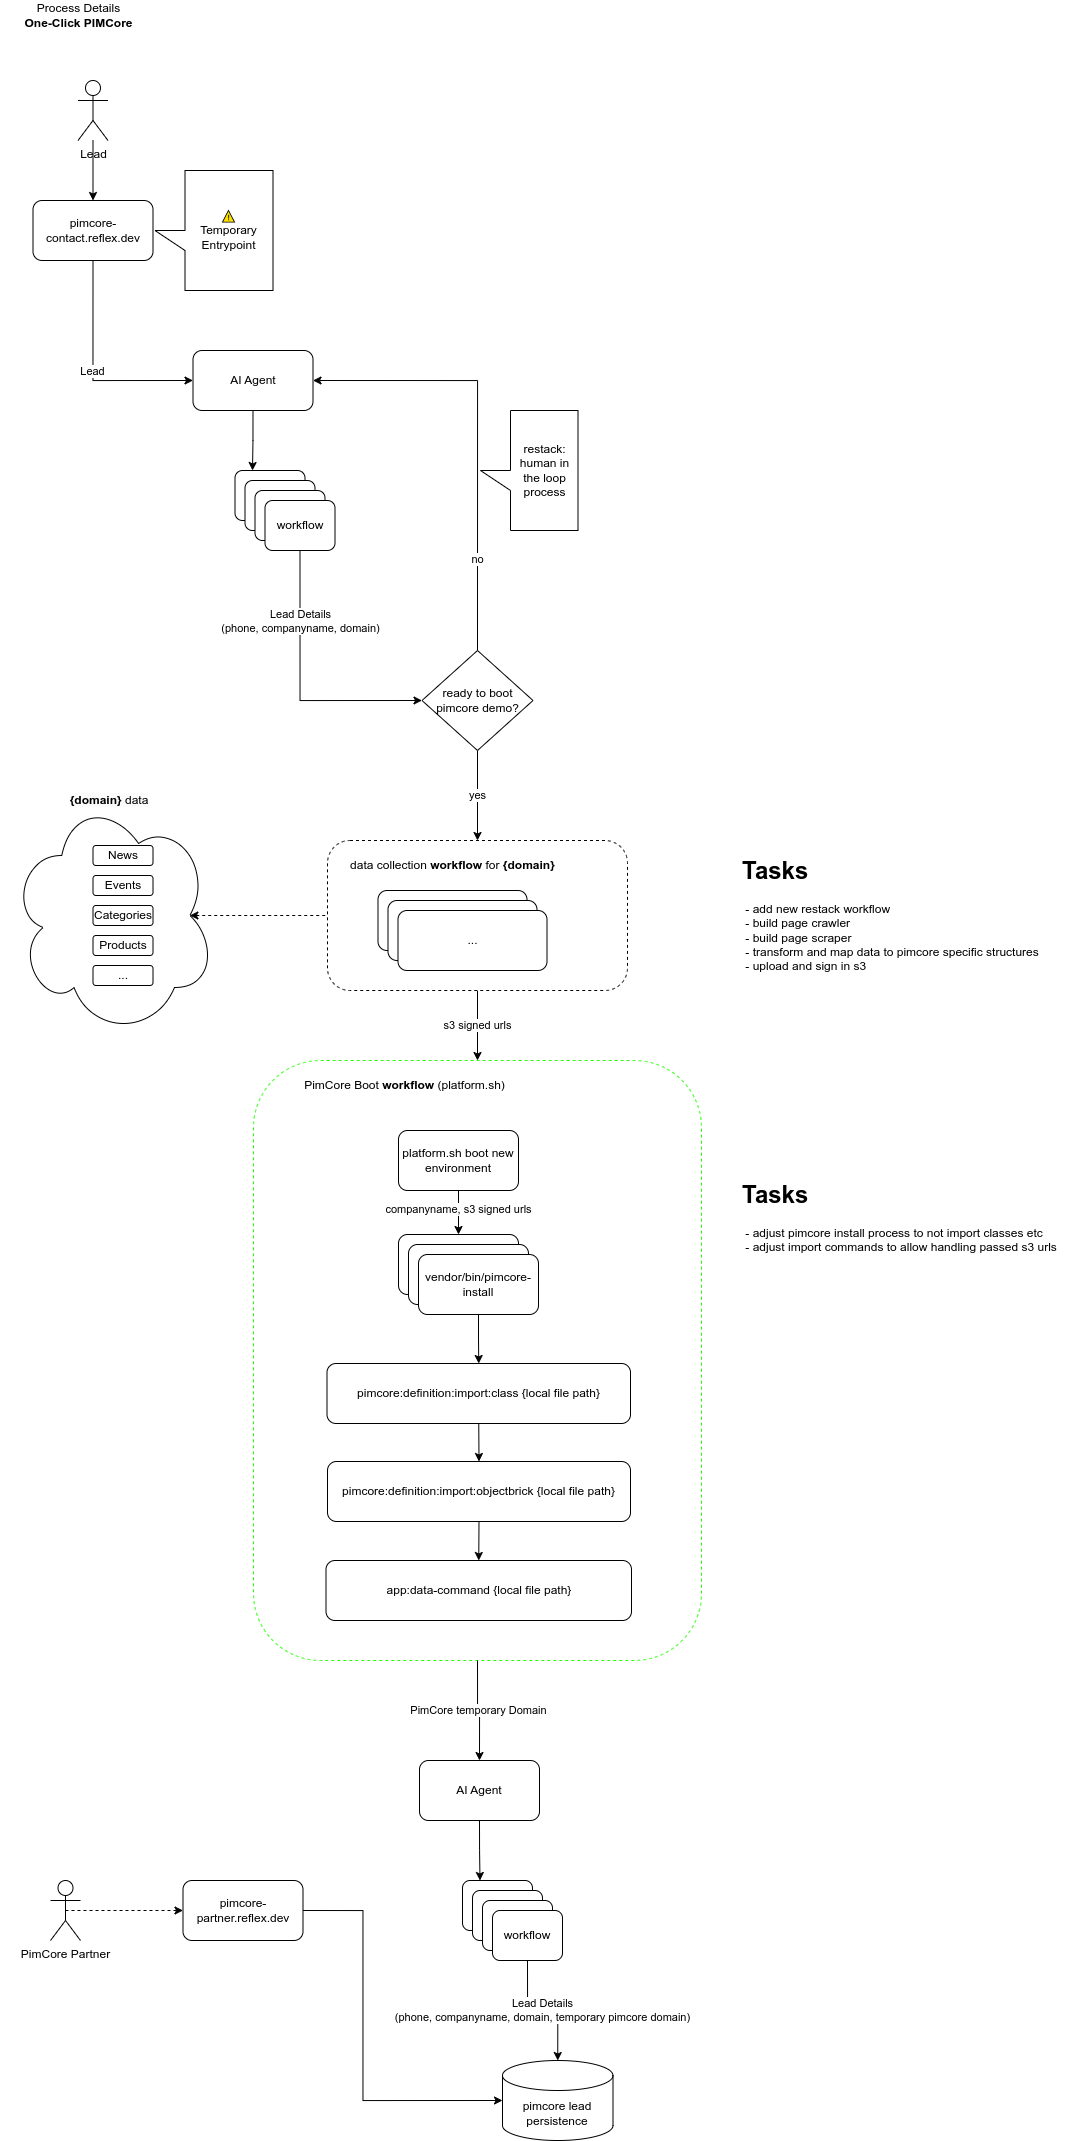 Process Details
One-Click PIMCore
Lead
pimcore-
contact.reflex.dev
Temporary
Entrypoint
Lead
AI Agent
restack:
human in
the loop
process
workflow
no
Lead Details
(phone, companyname, domain)
ready to boot
pimcore demo?
yes
{domain} data
News
Events
Categories
Products
...
data collection workflow for {domain}
...
Tasks
- add new restack workflow
- build page crawler
- build page scraper
- transform and map data to pimcore specific structures
- upload and sign in s3
s3 signed urls
PimCore Boot workflow (platform.sh)
platform.sh boot new
environment
companyname, s3 signed urls
vendor/bin/pimcore-
install
Tasks
- adjust pimcore install process to not import classes etc
- adjust import commands to allow handling passed s3 urls
pimcore:definition:import:class {local file path}
pimcore:definition:import:objectbrick {local file path}
app:data-command {local file path}
PimCore temporary Domain
AI Agent
pimcore-
partner.reflex.dev
PimCore Partner
workflow
Lead Details
(phone, companyname, domain, temporary pimcore domain)
pimcore lead
persistence